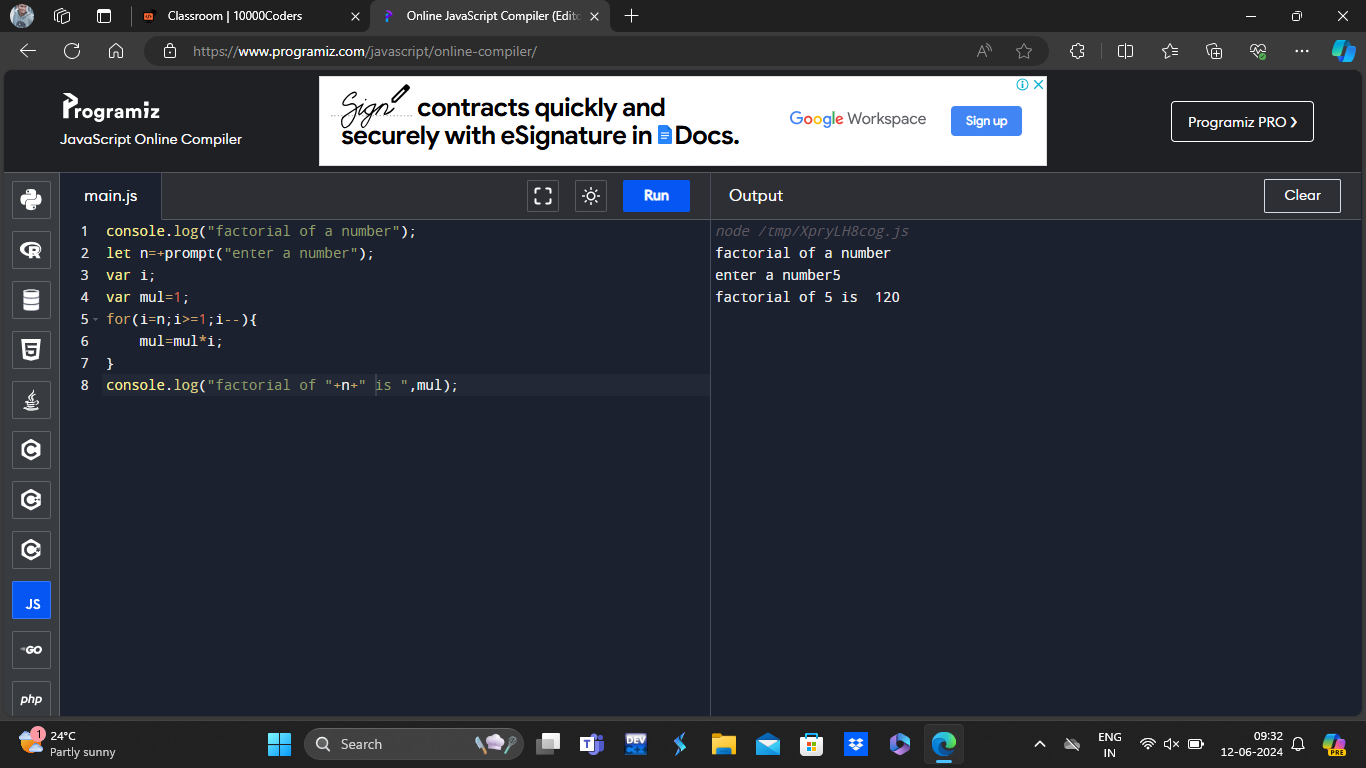 Classroom | 10000Coders
Online JavaScript Compiler (Edito
https://www.programiz.com/javascript/online-compiler/
Programiz
JavaScript Online Compiler
Sign contracts quickly and
securely with eSignature in Docs.
Google Workspace
Sign up
Programiz PRO ❯
main.js
Run
Output
Clear
1 console.log("factorial of a number");
2 let n=+prompt("enter a number");
3 var i;
4 var mul=1;
5 for(i=n;i>=1;i--){
6     mul=mul*i;
7 }
8 console.log("factorial of "+n+" is ",mul);
node /tmp/XpryLH8cog.js
factorial of a number
enter a number5
factorial of 5 is  120
JS
GO
php
1
24°C
Partly sunny
Search
DEV
ENG
IN
09:32
12-06-2024
PRE